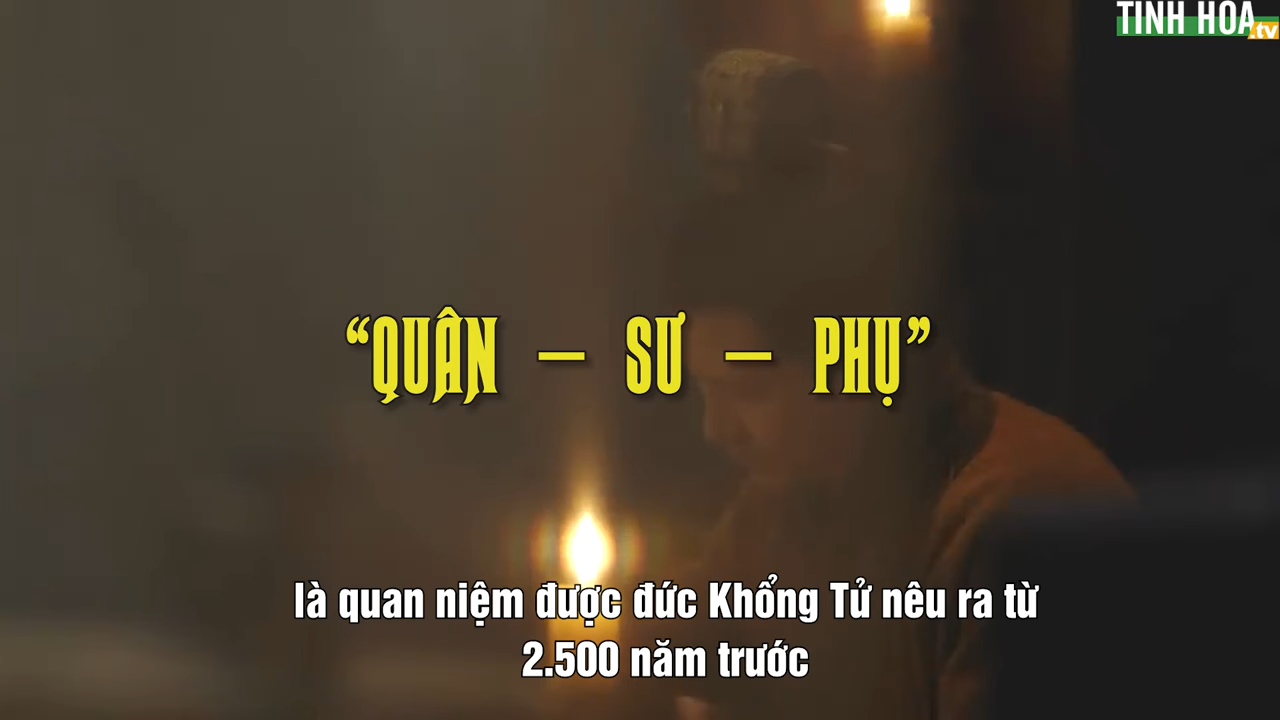 TINH HOA
.tv
“QUÂN – SƯ – PHỤ”
là quan niệm được đức Khổng Tử nêu ra từ
2.500 năm trước